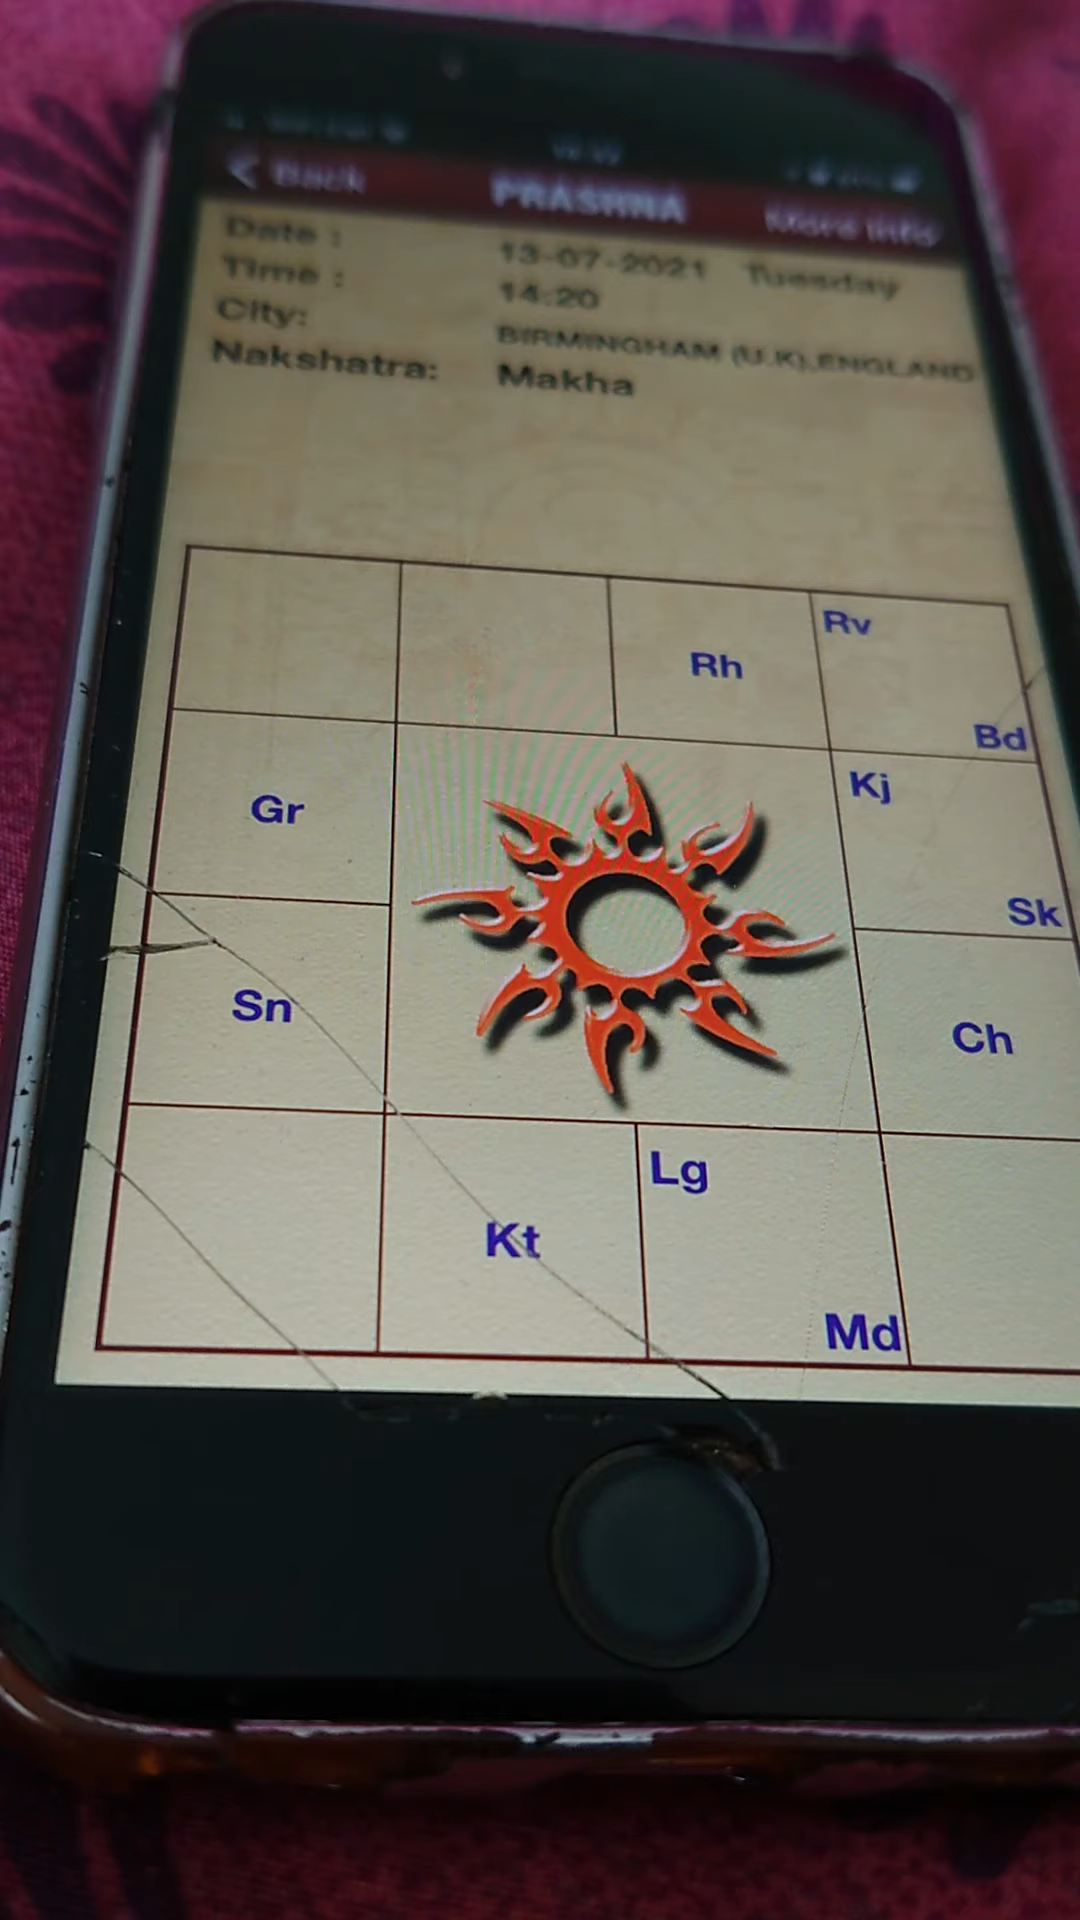 Back PRASHNA More Info
Date : 13-07-2021 Tuesday
Time : 14:20
City: BIRMINGHAM (U.K),ENGLAND
Nakshatra: Makha
Rv
Rh
Bd
Gr
Kj
Sk
Sn
Ch
Lg
Kt
Md